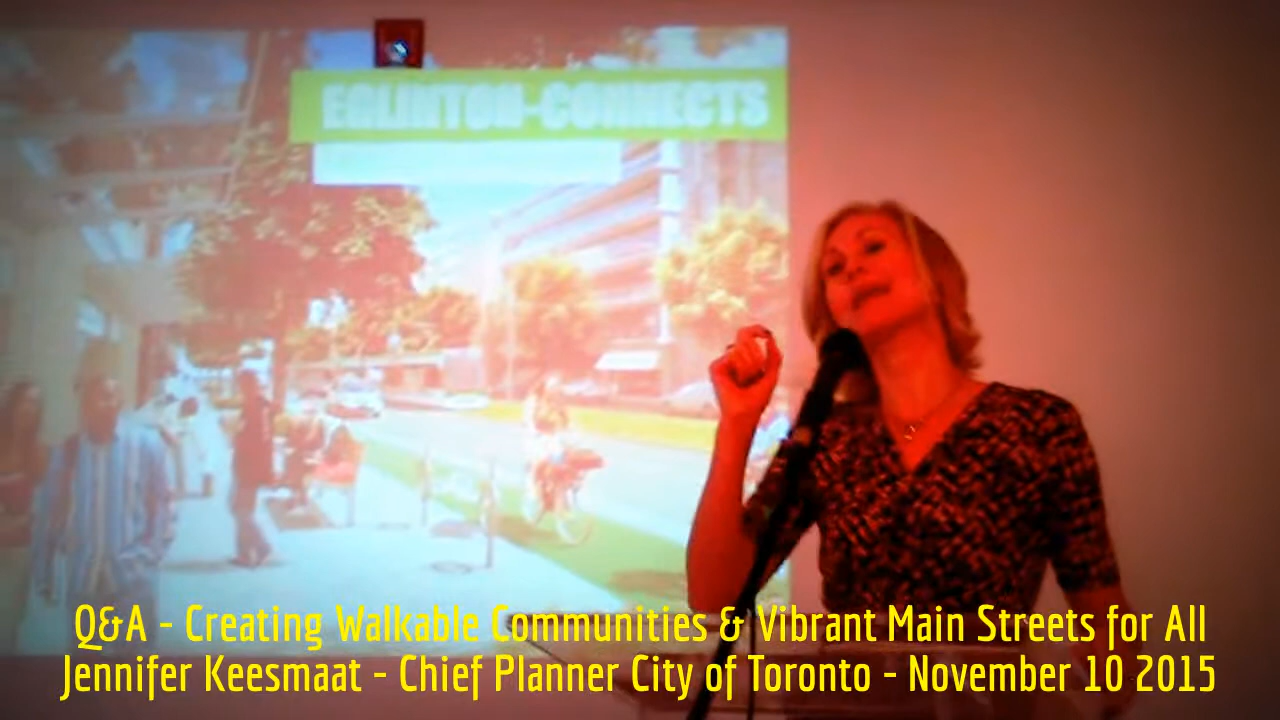 EGLINTON-CONNECTS
Q&A - Creating Walkable Communities & Vibrant Main Streets for All
Jennifer Keesmaat - Chief Planner City of Toronto - November 10 2015